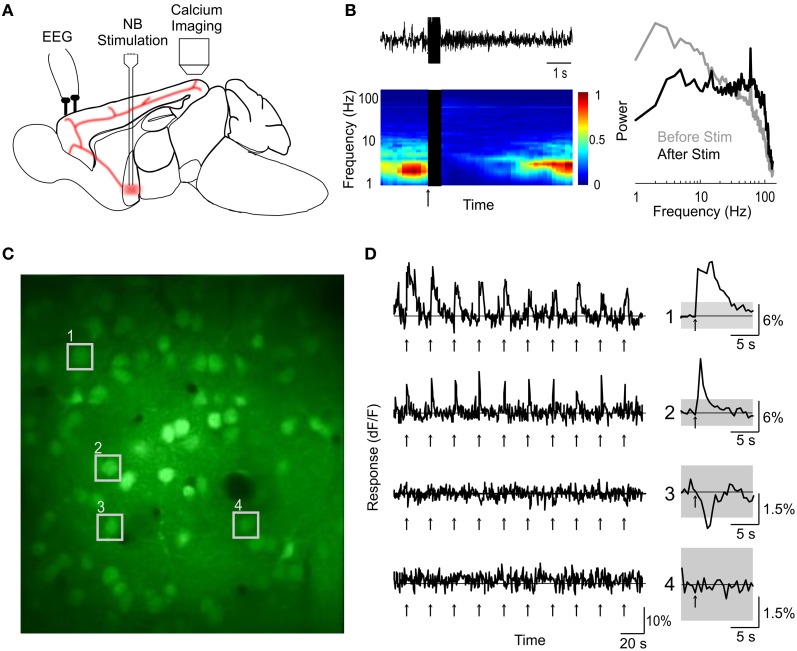 A
EEG
NB
Stimulation
Calcium
Imaging
B
1 s
Frequency (Hz)
100
10
1
1
0.5
0
Time
Power
Before Stim
After Stim
1
10
100
Frequency (Hz)
C
1
2
3
4
D
Response (dF/F)
1
6%
5 s
2
6%
5 s
3
1.5%
5 s
4
1.5%
5 s
10%
20 s
Time